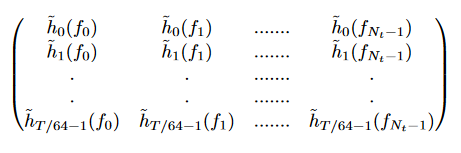 h̃₀(f₀) h̃₀(f₁) ....... h̃₀(f_{N_t−1})
h̃₁(f₀) h̃₁(f₁) ....... h̃₁(f_{N_t−1})
. . ....... .
. . ....... .
h̃_{T/64−1}(f₀) h̃_{T/64−1}(f₁) ....... h̃_{T/64−1}(f_{N_t−1})